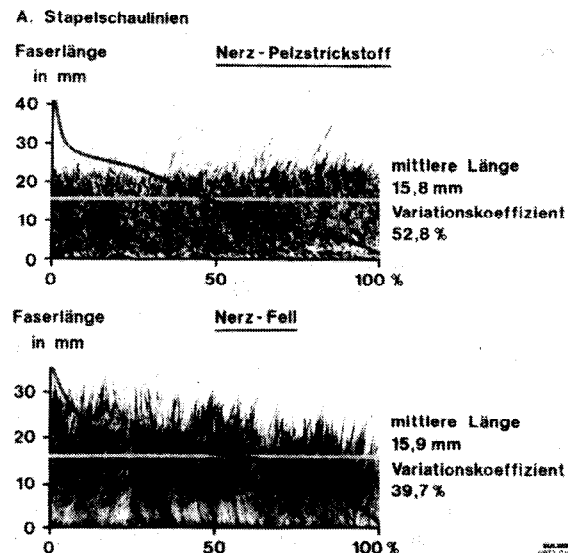 A. Stapelschaulinien
Faserlänge
in mm
Nerz-Pelzstrickstoff
40
30
20
10
0
0
50
100 %
mittlere Länge
15,8 mm
Variationskoeffizient
52,8 %
Faserlänge
in mm
Nerz-Fell
30
20
10
0
0
50
100 %
mittlere Länge
15,9 mm
Variationskoeffizient
39,7 %